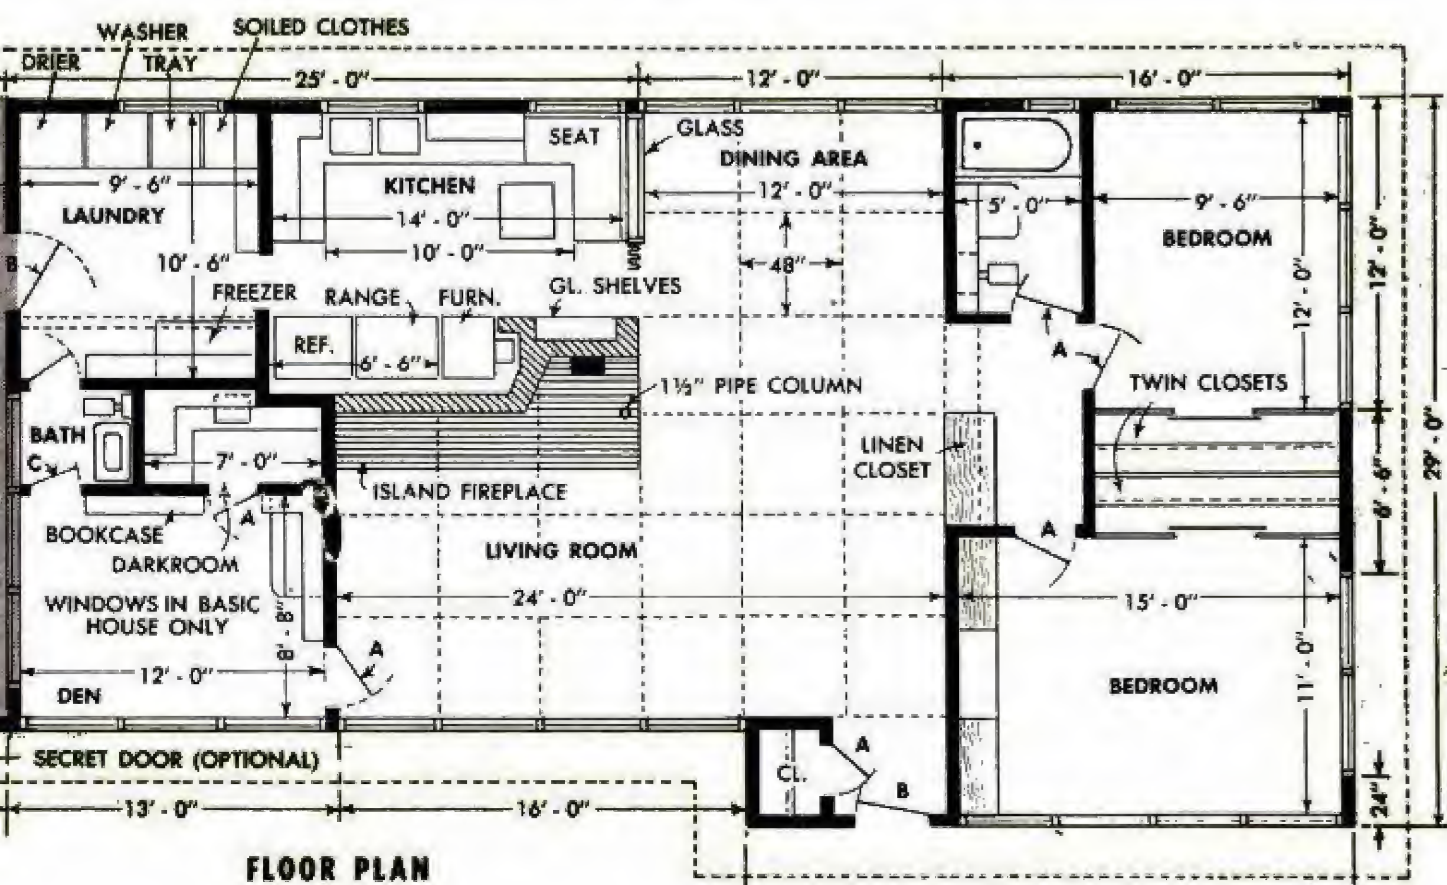 WASHER
SOILED CLOTHES
DRIER
TRAY
25' - 0"
12' - 0"
16' - 0"
SEAT
GLASS
DINING AREA
9' - 6"
KITCHEN
12' - 0"
5' - 0"
9' - 6"
LAUNDRY
14' - 0"
BEDROOM
10' - 0"
B
10' - 6"
48"
12' - 0"
12' - 0"
29' - 0"
FREEZER
RANGE
FURN.
GL. SHELVES
REF.
6' - 6"
A
1½" PIPE COLUMN
TWIN CLOSETS
BATH
LINEN
CLOSET
C
7' - 0"
6' - 6"
ISLAND FIREPLACE
BOOKCASE
A
A
DARKROOM
LIVING ROOM
WINDOWS IN BASIC
HOUSE ONLY
24' - 0"
15' - 0"
8' - 8"
A
12' - 0"
11' - 0"
DEN
BEDROOM
SECRET DOOR (OPTIONAL)
CL.
A
B
24"
13' - 0"
16' - 0"
FLOOR PLAN